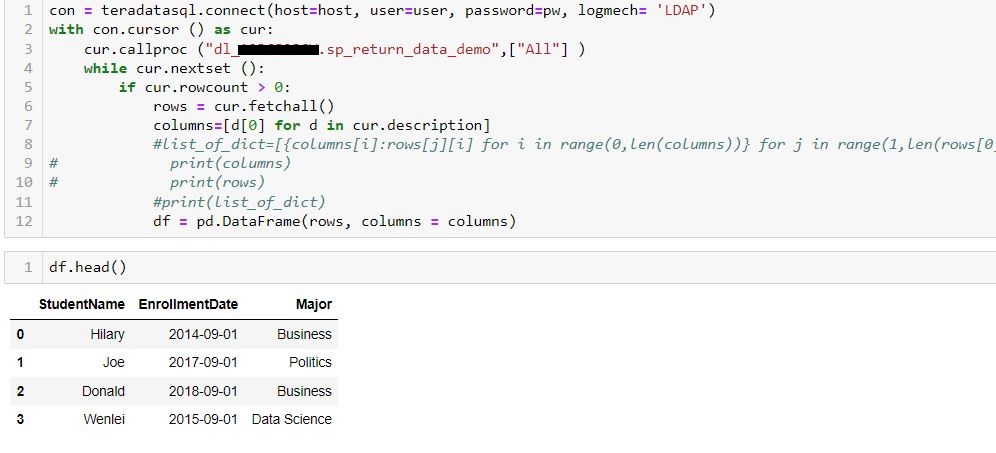 1 con = teradatasql.connect(host=host, user=user, password=pw, logmech= 'LDAP')
2 with con.cursor () as cur:
3     cur.callproc ("dl_.sp_return_data_demo",["All"] )
4     while cur.nextset ():
5         if cur.rowcount > 0:
6             rows = cur.fetchall()
7             columns=[d[0] for d in cur.description]
8             #list_of_dict=[{columns[i]:rows[j][i] for i in range(0,len(columns))} for j in range(1,len(rows[0
9 #             print(columns)
10 #             print(rows)
11             #print(list_of_dict)
12             df = pd.DataFrame(rows, columns = columns)
1 df.head()
StudentName EnrollmentDate Major
0 Hilary 2014-09-01 Business
1 Joe 2017-09-01 Politics
2 Donald 2018-09-01 Business
3 Wenlei 2015-09-01 Data Science